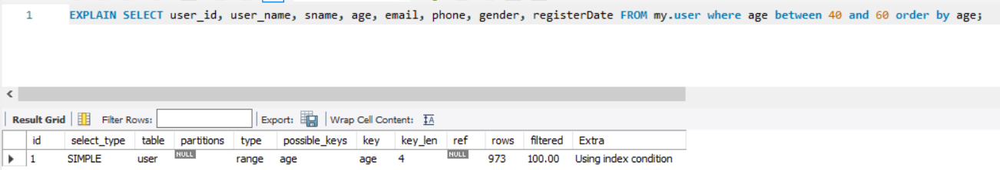 1 EXPLAIN SELECT user_id, user_name, sname, age, email, phone, gender, registerDate FROM my.user where age between 40 and 60 order by age;
Result Grid Filter Rows: Export: Wrap Cell Content: IA
id select_type table partitions type possible_keys key key_len ref rows filtered Extra
1 SIMPLE user NULL range age age 4 NULL 973 100.00 Using index condition